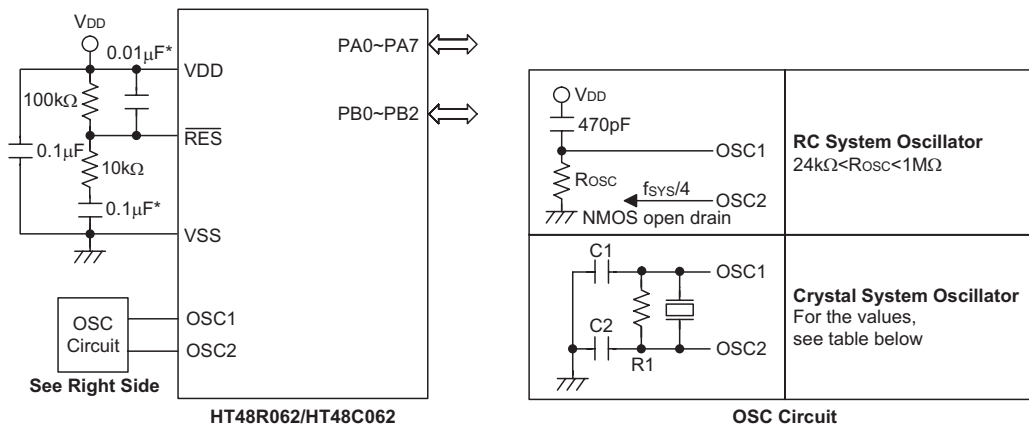 VDD
0.01μF*
VDD
100kΩ
RES
0.1μF
10kΩ
0.1μF*
VSS
OSC
Circuit
OSC1
OSC2
See Right Side
PA0~PA7
PB0~PB2
HT48R062/HT48C062
VDD
470pF
OSC1
ROSC
fSYS/4
OSC2
NMOS open drain
RC System Oscillator
24kΩ<ROSC<1MΩ
C1
OSC1
C2
OSC2
R1
Crystal System Oscillator
For the values,
see table below
OSC Circuit